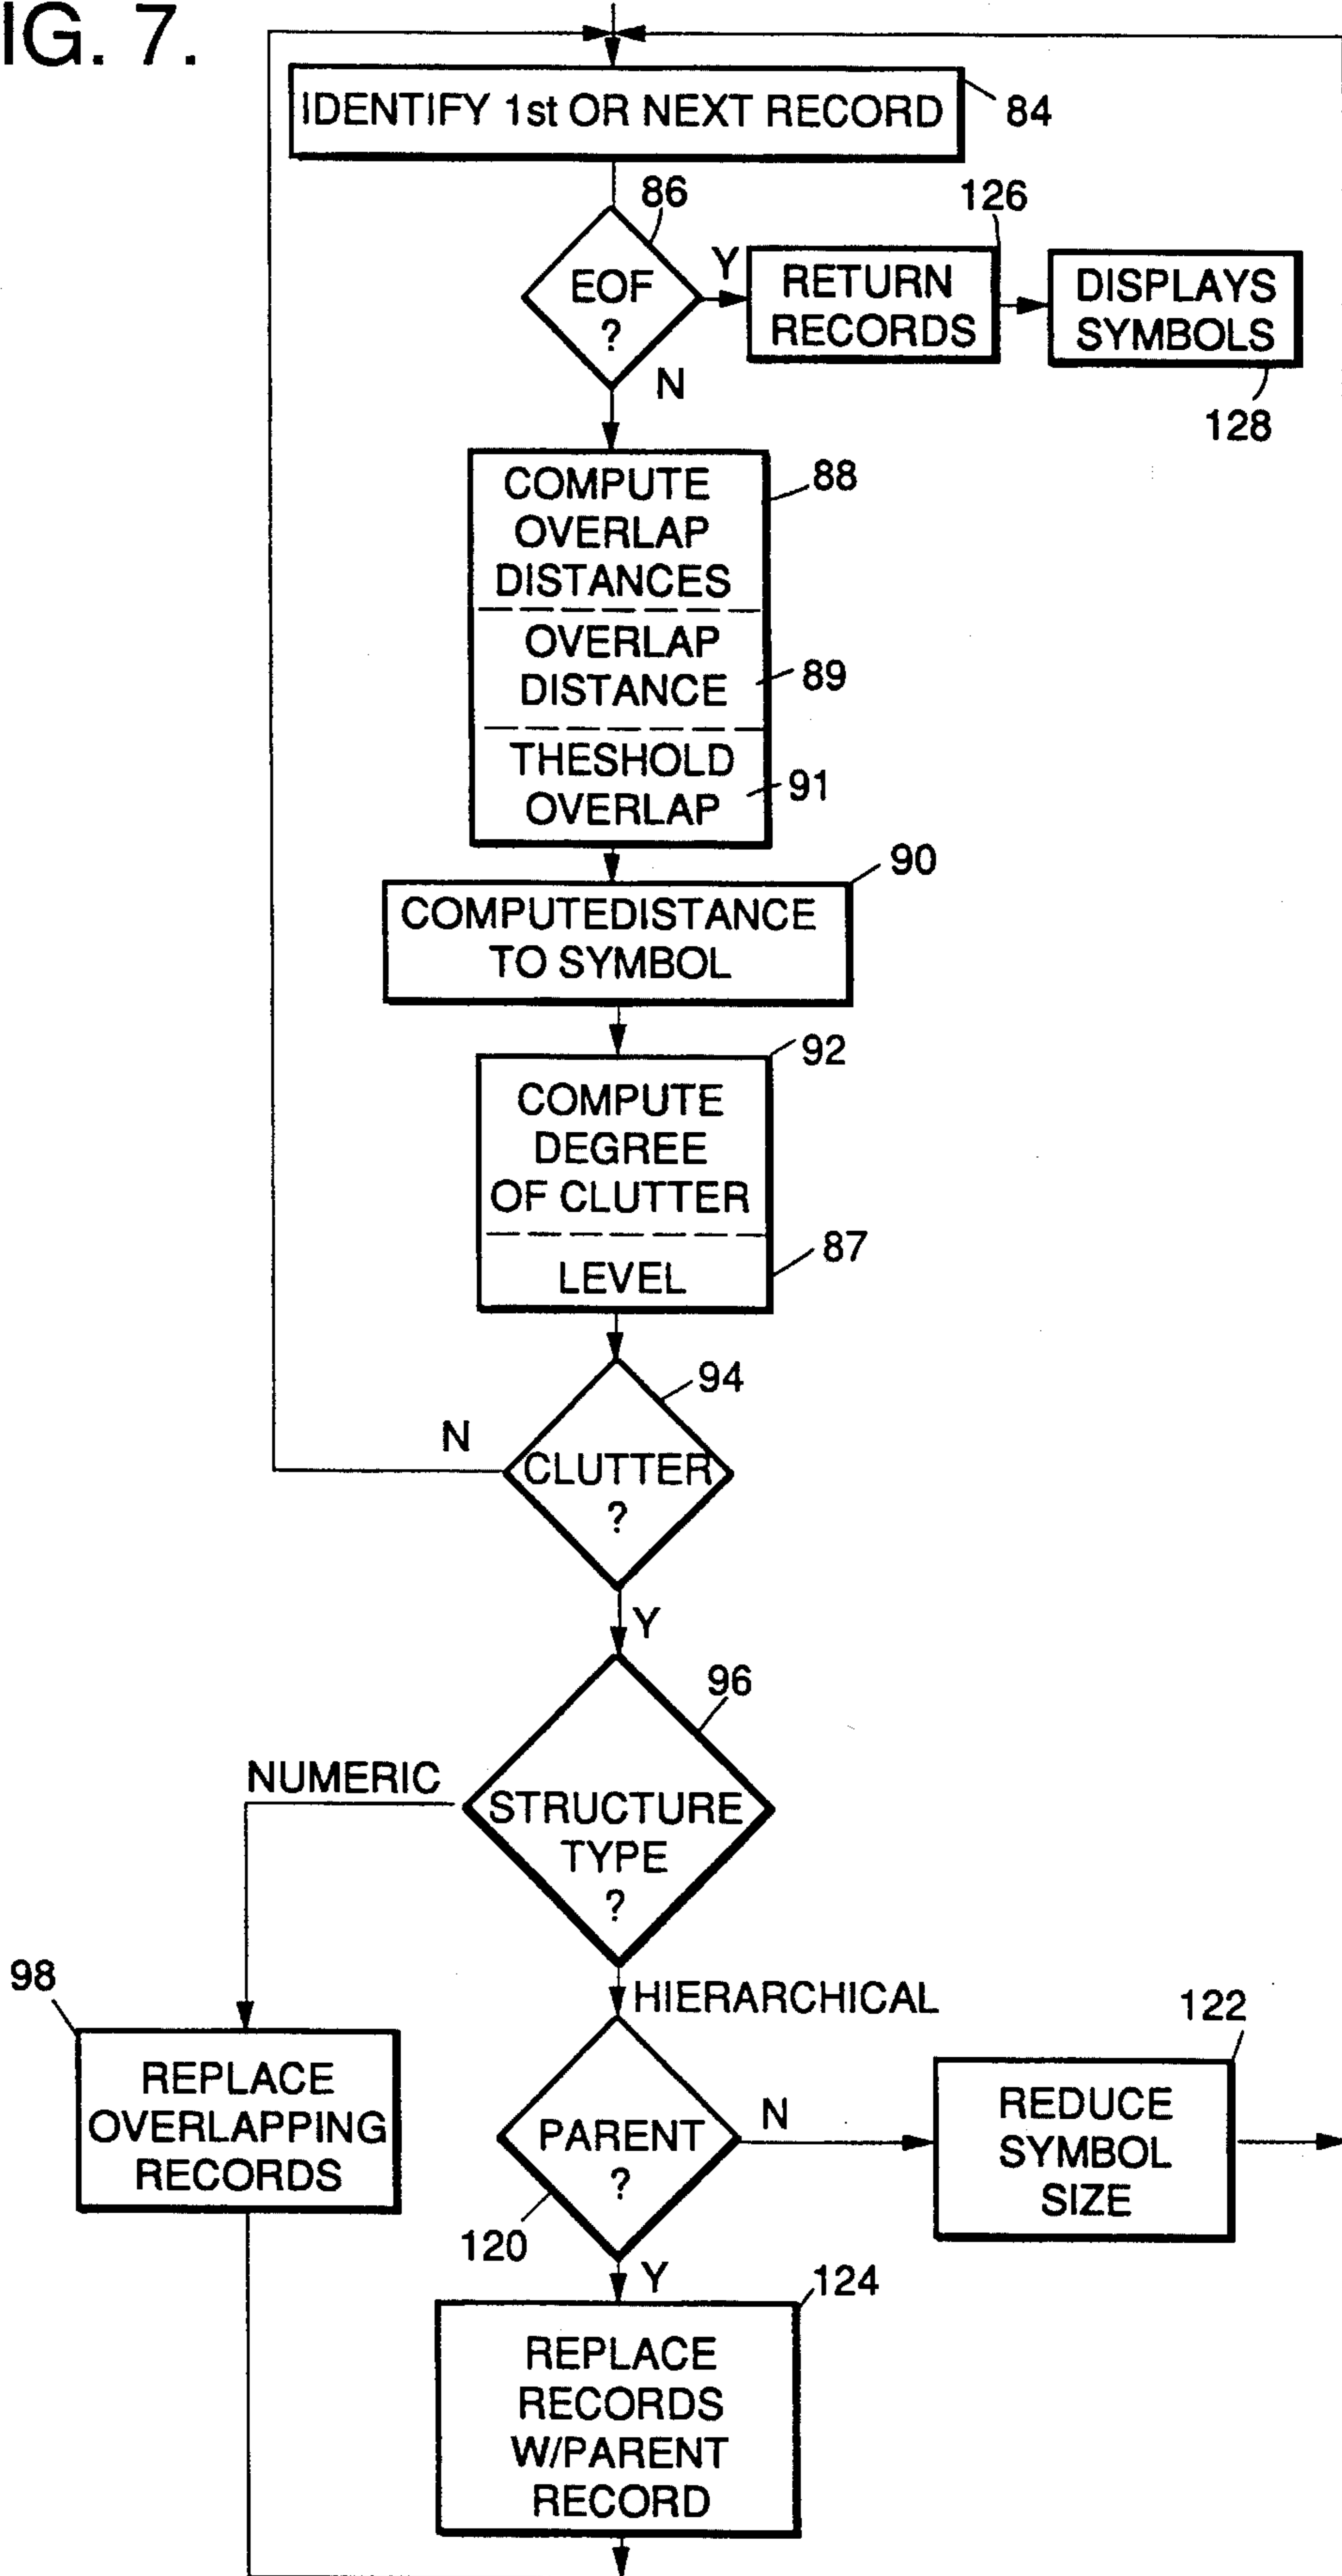 IG. 7.
IDENTIFY 1st OR NEXT RECORD
84
86
126
EOF
?
Y
RETURN
RECORDS
DISPLAYS
SYMBOLS
N
128
COMPUTE
OVERLAP
DISTANCES
88
OVERLAP
DISTANCE
89
THESHOLD
OVERLAP
91
90
COMPUTEDISTANCE
TO SYMBOL
92
COMPUTE
DEGREE
OF CLUTTER
LEVEL
87
94
N
CLUTTER
?
Y
96
NUMERIC
STRUCTURE
TYPE
?
98
HIERARCHICAL
122
REPLACE
OVERLAPPING
RECORDS
PARENT
?
N
REDUCE
SYMBOL
SIZE
120
Y
124
REPLACE
RECORDS
W/PARENT
RECORD